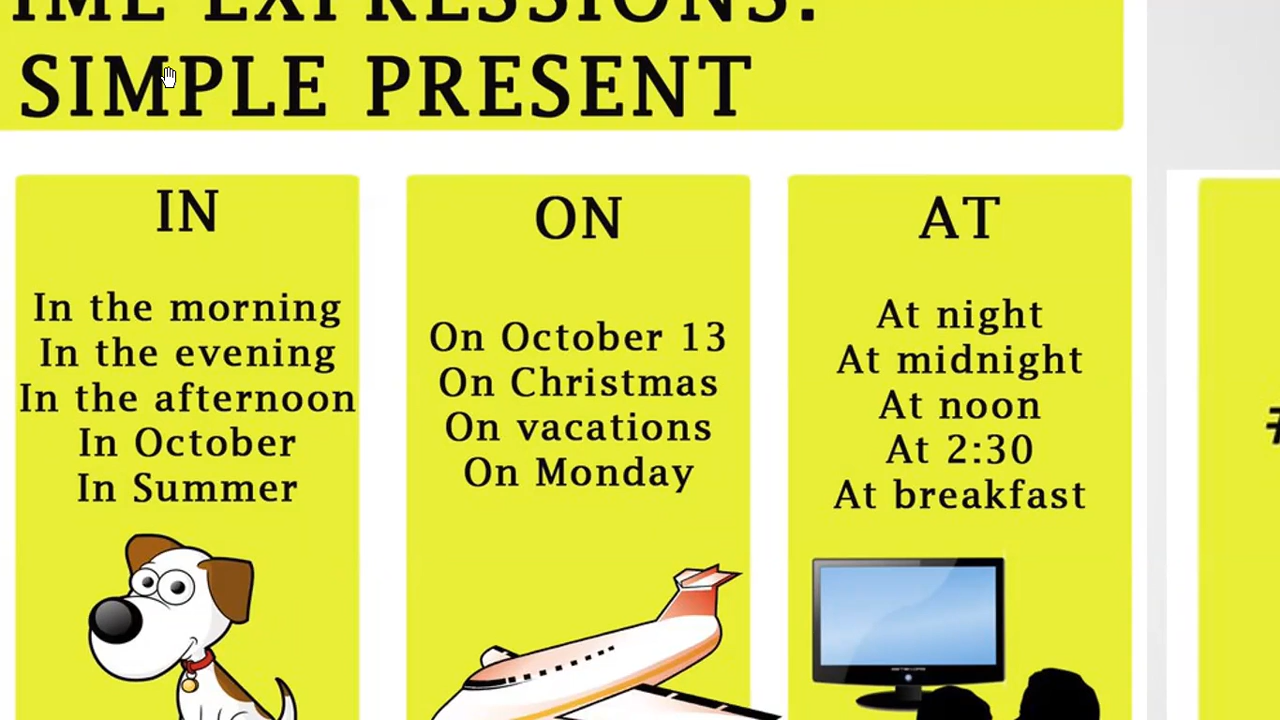 IME EXPRESSIONS:
SIMPLE PRESENT
IN
In the morning
In the evening
In the afternoon
In October
In Summer
ON
On October 13
On Christmas
On vacations
On Monday
AT
At night
At midnight
At noon
At 2:30
At breakfast